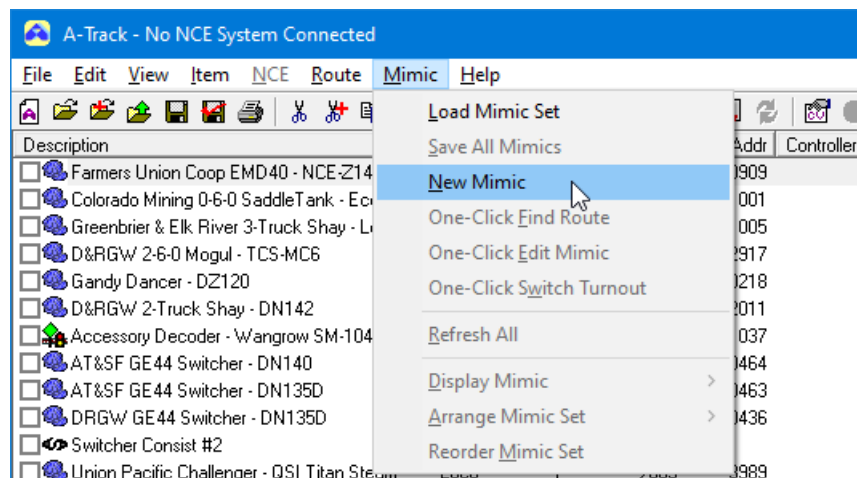 A-Track - No NCE System Connected
File Edit View Item NCE Route Mimic Help
Load Mimic Set
Save All Mimics
New Mimic
One-Click Find Route
One-Click Edit Mimic
One-Click Switch Turnout
Refresh All
Display Mimic
Arrange Mimic Set
Reorder Mimic Set
Description Addr Controller
Farmers Union Coop EMD40 - NCE-Z14 0909
Colorado Mining 0-6-0 SaddleTank - Eco 001
Greenbrier & Elk River 3-Truck Shay - L 005
D&RGW 2-6-0 Mogul - TCS-MC6 2917
Gandy Dancer - DZ120 0218
D&RGW 2-Truck Shay - DN142 2011
Accessory Decoder - Wangrow SM-104 037
AT&SF GE44 Switcher - DN140 0464
AT&SF GE44 Switcher - DN135D 0463
DRGW GE44 Switcher - DN135D 0436
Switcher Consist #2
Union Pacific Challenger - QSI Titan Steam 3989